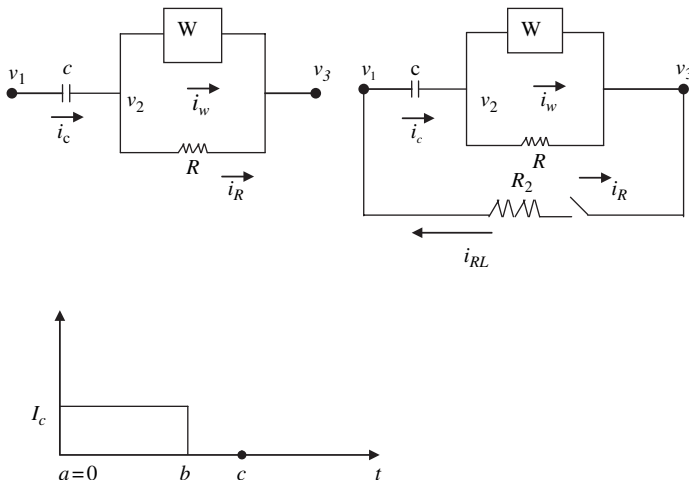 W
c
v₁
v₃
v₂
i_w
i_c
R
i_R
W
c
v₁
v₃
v₂
i_w
i_c
R
R₂
i_R
i_RL
I_c
a=0
b
c
t